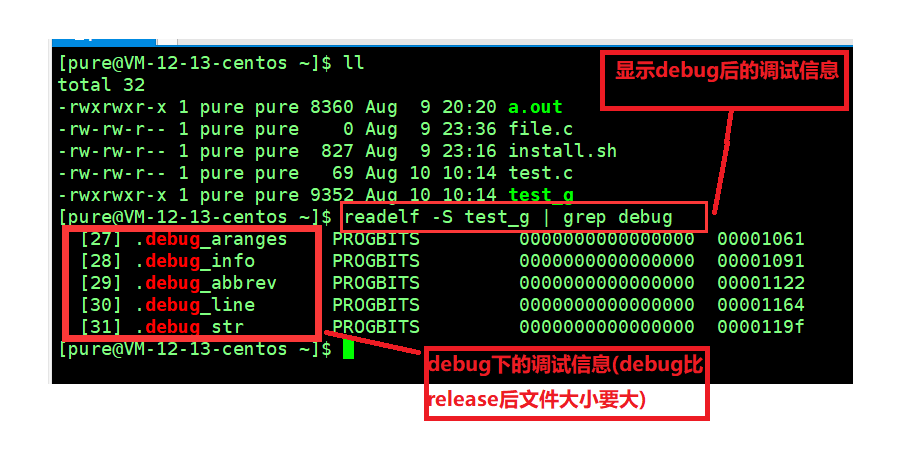 [pure@VM-12-13-centos ~]$ ll
显示debug后的调试信息
total 32
-rwxrwxr-x 1 pure pure 8360 Aug  9 20:20 a.out
-rw-rw-r-- 1 pure pure    0 Aug  9 23:36 file.c
-rw-rw-r-- 1 pure pure  827 Aug  9 23:16 install.sh
-rw-rw-r-- 1 pure pure   69 Aug 10 10:14 test.c
-rwxrwxr-x 1 pure pure 9352 Aug 10 10:14 test_g
[pure@VM-12-13-centos ~]$ readelf -S test_g | grep debug
[27] .debug_aranges    PROGBITS         0000000000000000  00001061
[28] .debug_info       PROGBITS         0000000000000000  00001091
[29] .debug_abbrev     PROGBITS         0000000000000000  00001122
[30] .debug_line       PROGBITS         0000000000000000  00001164
[31] .debug_str        PROGBITS         0000000000000000  0000119f
[pure@VM-12-13-centos ~]$
debug下的调试信息(debug比
release后文件大小要大)